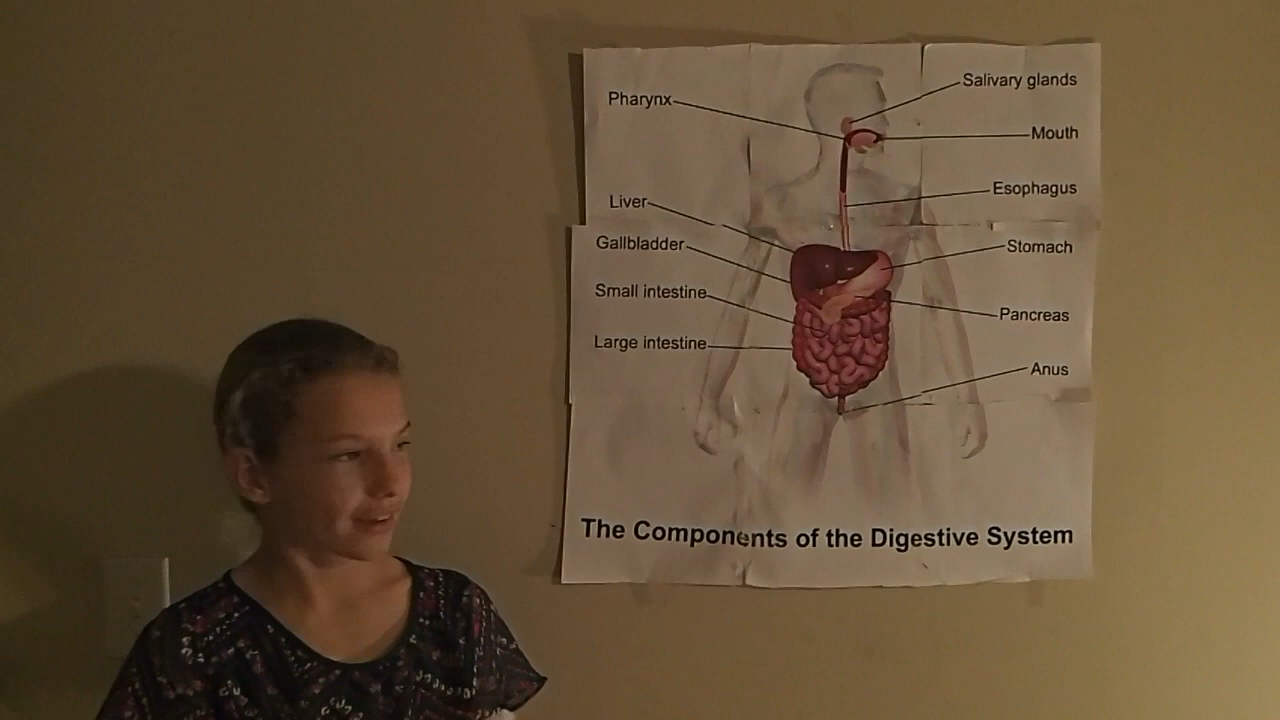 Salivary glands
Pharynx
Mouth
Esophagus
Liver
Gallbladder
Stomach
Small intestine
Pancreas
Large intestine
Anus
The Components of the Digestive System